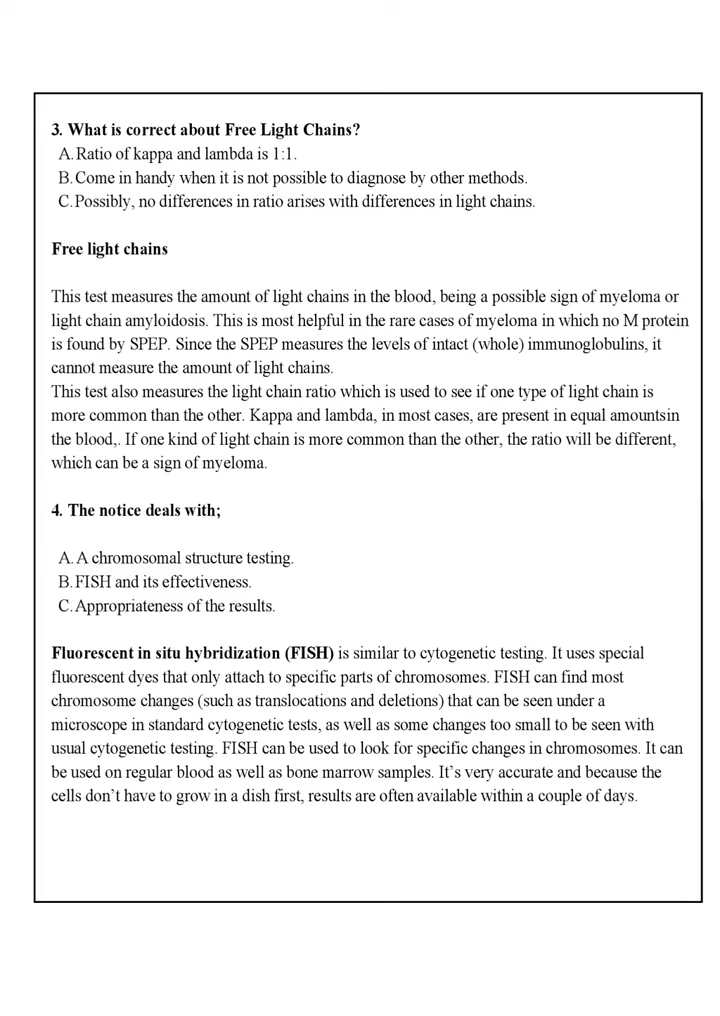 3. What is correct about Free Light Chains?
A. Ratio of kappa and lambda is 1:1.
B. Come in handy when it is not possible to diagnose by other methods.
C. Possibly, no differences in ratio arises with differences in light chains.
Free light chains
This test measures the amount of light chains in the blood, being a possible sign of myeloma or
light chain amyloidosis. This is most helpful in the rare cases of myeloma in which no M protein
is found by SPEP. Since the SPEP measures the levels of intact (whole) immunoglobulins, it
cannot measure the amount of light chains.
This test also measures the light chain ratio which is used to see if one type of light chain is
more common than the other. Kappa and lambda, in most cases, are present in equal amountsin
the blood,. If one kind of light chain is more common than the other, the ratio will be different,
which can be a sign of myeloma.
4. The notice deals with;
A. A chromosomal structure testing.
B. FISH and its effectiveness.
C. Appropriateness of the results.
Fluorescent in situ hybridization (FISH) is similar to cytogenetic testing. It uses special
fluorescent dyes that only attach to specific parts of chromosomes. FISH can find most
chromosome changes (such as translocations and deletions) that can be seen under a
microscope in standard cytogenetic tests, as well as some changes too small to be seen with
usual cytogenetic testing. FISH can be used to look for specific changes in chromosomes. It can
be used on regular blood as well as bone marrow samples. It’s very accurate and because the
cells don’t have to grow in a dish first, results are often available within a couple of days.